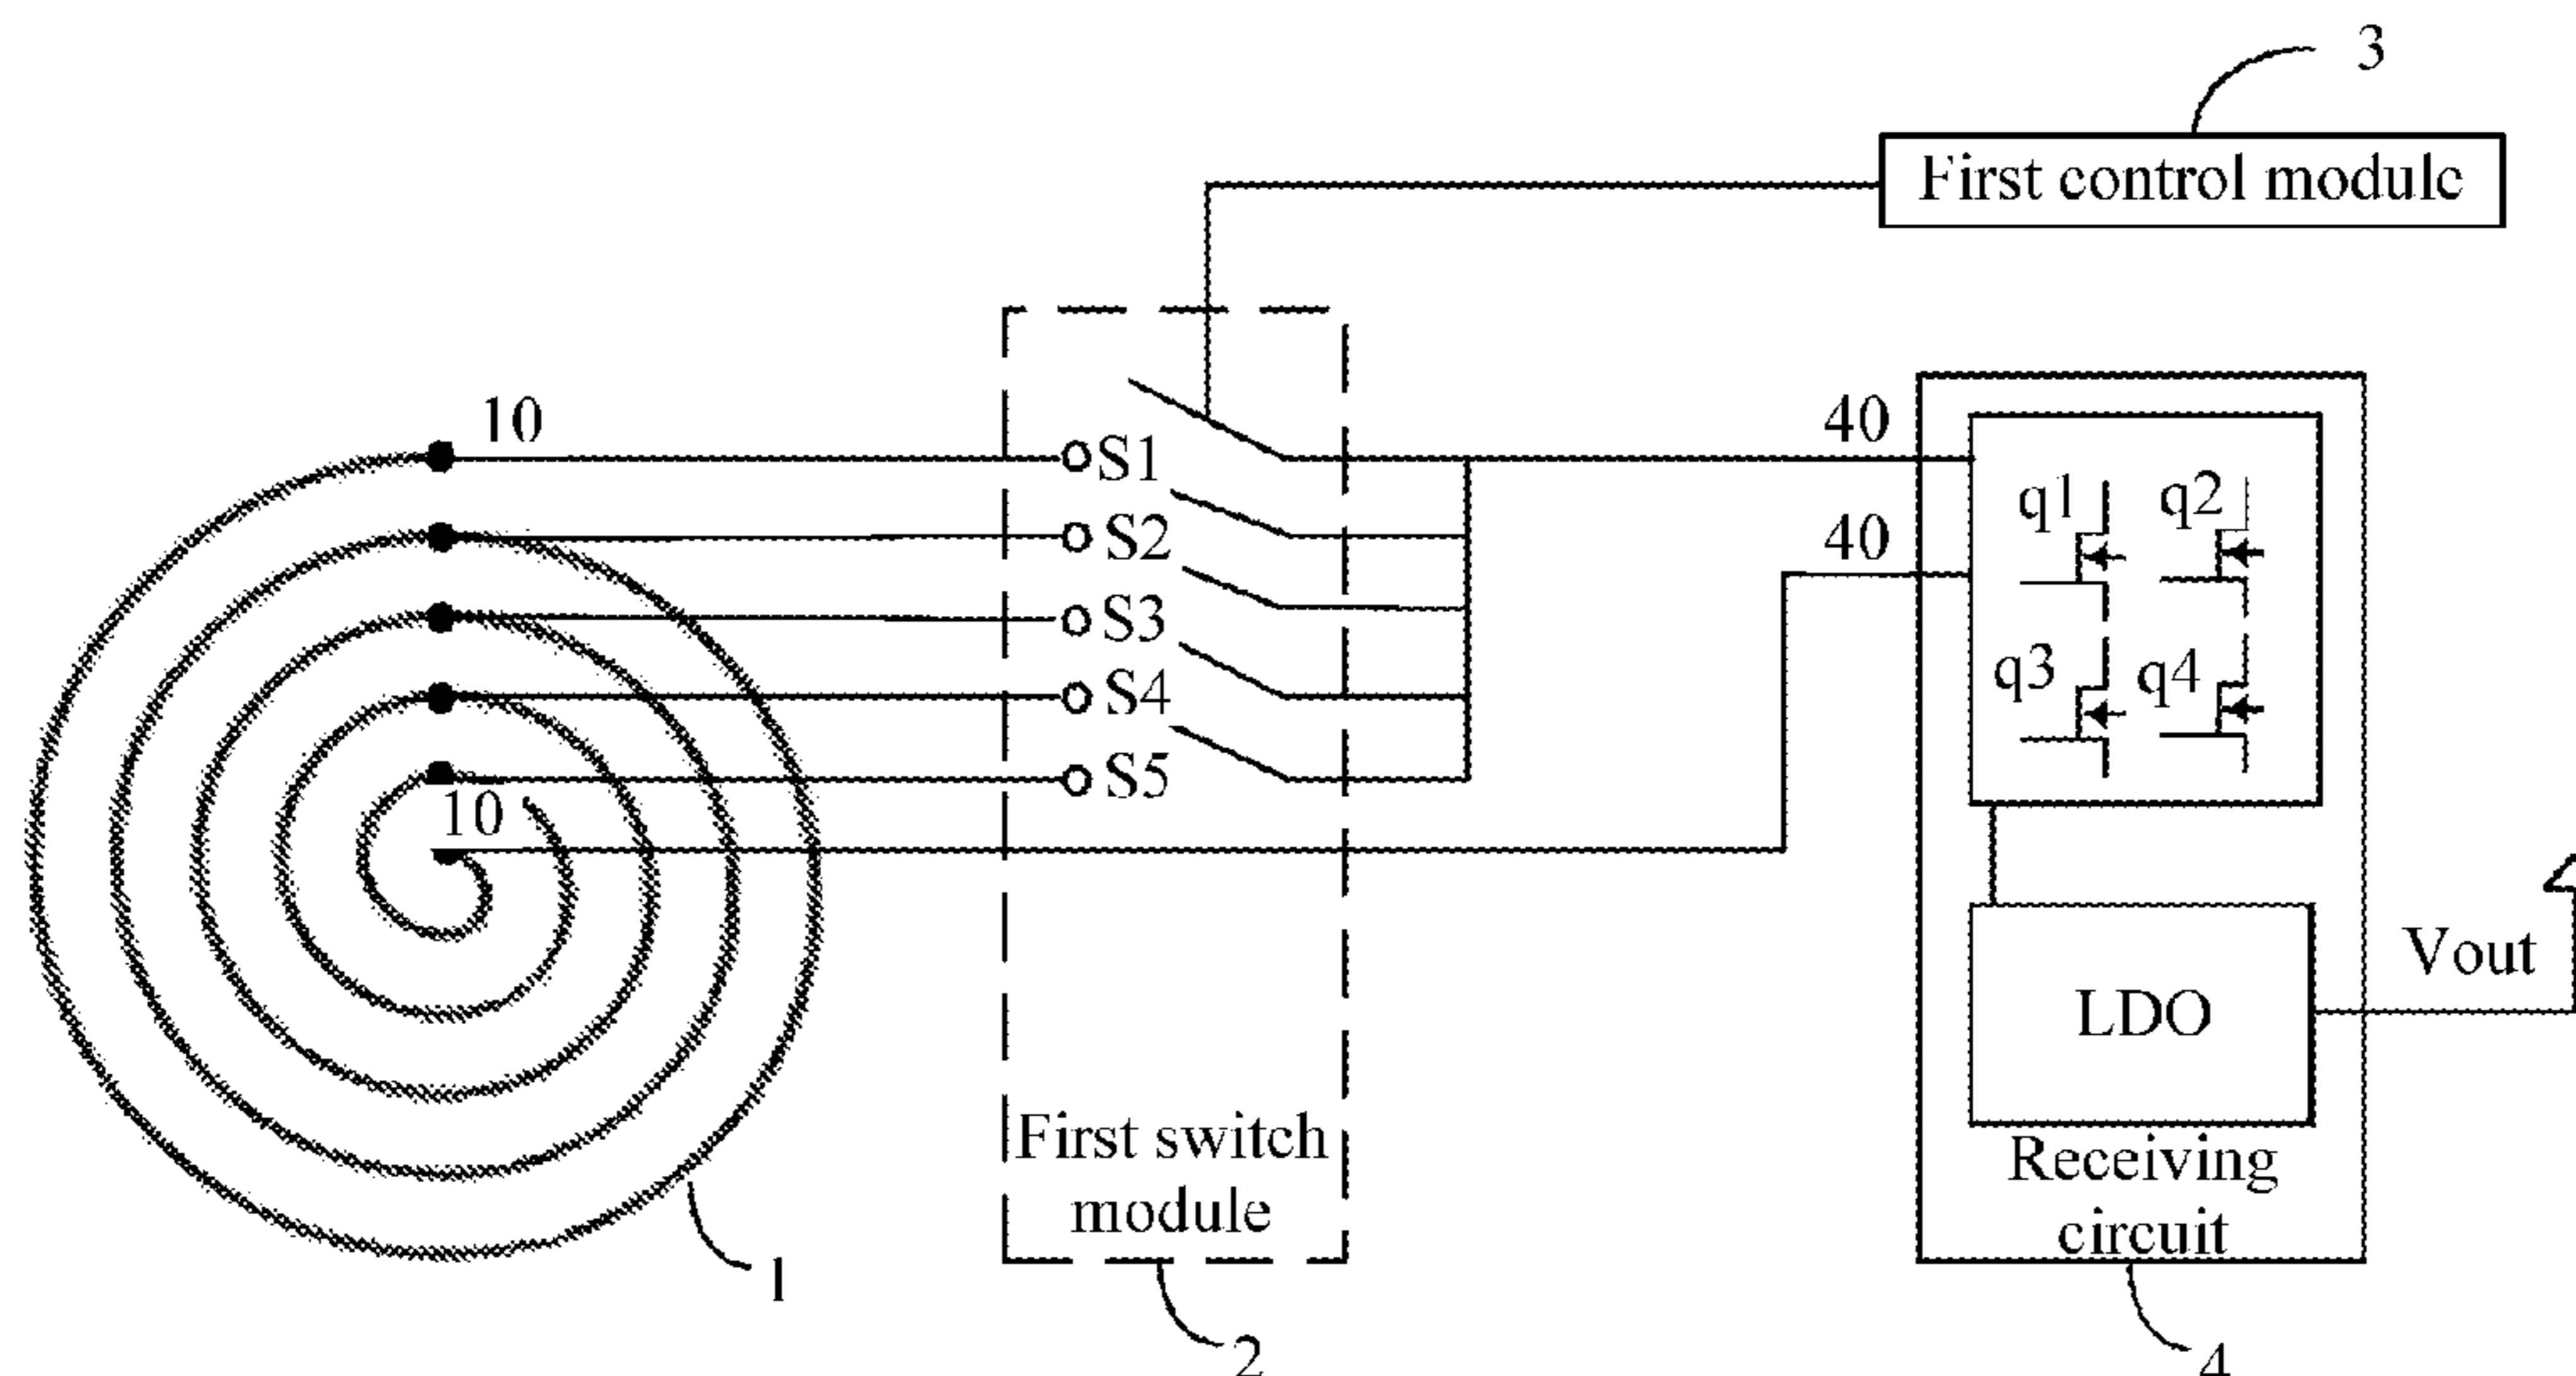 3
First control module
10
S1
S2
S3
S4
S5
10
40
40
q1
q2
q3
q4
LDO
Vout
Receiving
circuit
First switch
module
1
2
4